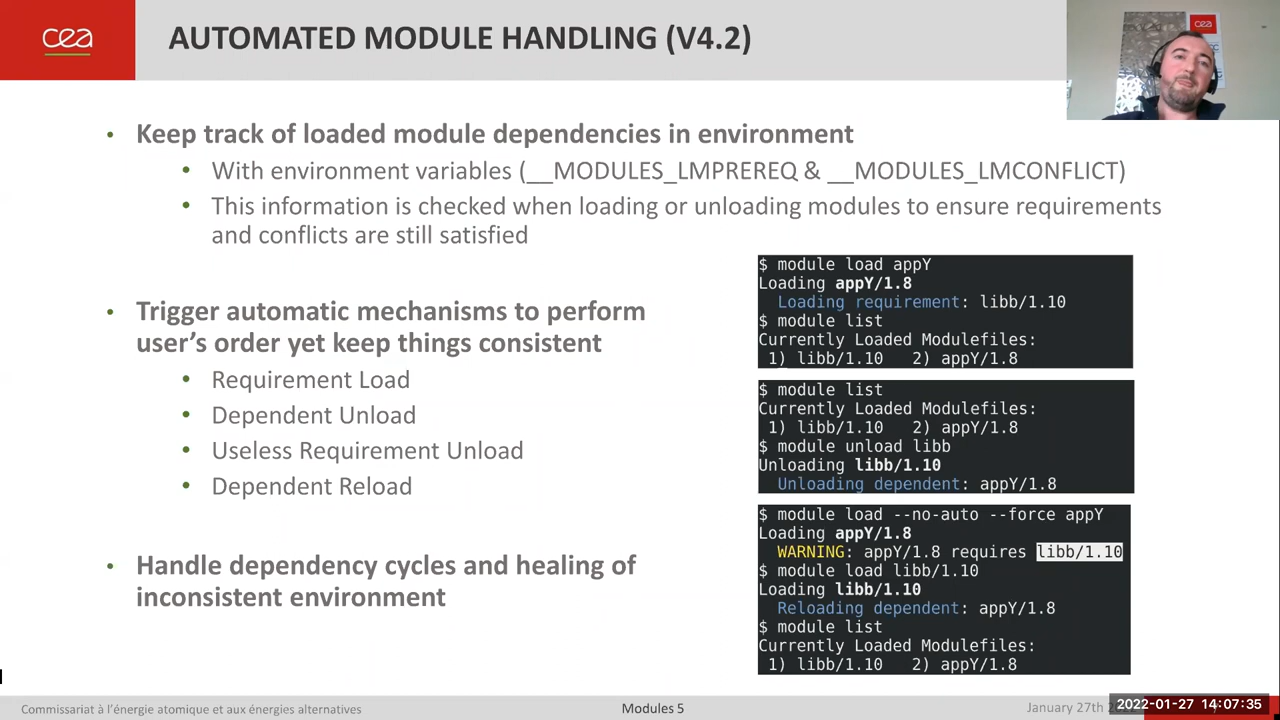 cea
AUTOMATED MODULE HANDLING (V4.2)
• Keep track of loaded module dependencies in environment
• With environment variables (__MODULES_LMPREREQ & __MODULES_LMCONFLICT)
• This information is checked when loading or unloading modules to ensure requirements
and conflicts are still satisfied
• Trigger automatic mechanisms to perform
user's order yet keep things consistent
• Requirement Load
• Dependent Unload
• Useless Requirement Unload
• Dependent Reload
• Handle dependency cycles and healing of
inconsistent environment
$ module load appY
Loading appY/1.8
Loading requirement: libb/1.10
$ module list
Currently Loaded Modulefiles:
1) libb/1.10 2) appY/1.8
$ module list
Currently Loaded Modulefiles:
1) libb/1.10 2) appY/1.8
$ module unload libb
Unloading libb/1.10
Unloading dependent: appY/1.8
$ module load --no-auto --force appY
Loading appY/1.8
WARNING: appY/1.8 requires libb/1.10
$ module load libb/1.10
Loading libb/1.10
Reloading dependent: appY/1.8
$ module list
Currently Loaded Modulefiles:
1) libb/1.10 2) appY/1.8
Commissariat à l'énergie atomique et aux énergies alternatives
Modules 5
January 27th
2022-01-27 14:07:35